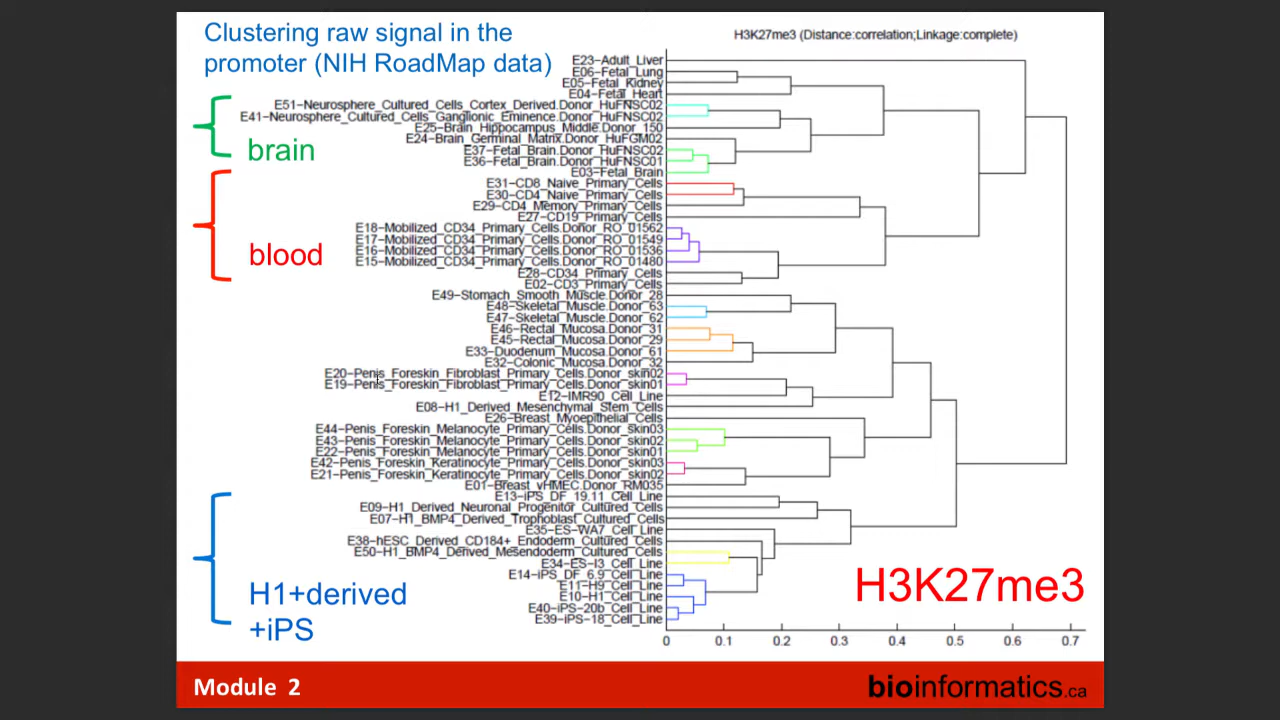 Clustering raw signal in the
promoter (NIH RoadMap data)
H3K27me3 (Distance:correlation;Linkage:complete)
E23-Adult_Liver
E06-Fetal_Lung
E05-Fetal_Kidney
E04-Fetal_Heart
E51-Neurosphere_Cultured_Cells_Cortex_Derived.Donor_HuFNSC02
E41-Neurosphere_Cultured_Cells_Ganglionic_Eminence.Donor_HuFNSC02
E25-Brain_Hippocampus_Middle.Donor_150
E24-Brain_Germinal_Matrix.Donor_HuFGM02
E37-Fetal_Brain.Donor_HuFNSC02
E36-Fetal_Brain.Donor_HuFNSC01
E03-Fetal_Brain
brain
E31-CD8_Naive_Primary_Cells
E30-CD4_Naive_Primary_Cells
E29-CD4_Memory_Primary_Cells
E27-CD19_Primary_Cells
E18-Mobilized_CD34_Primary_Cells.Donor_RO_01562
E17-Mobilized_CD34_Primary_Cells.Donor_RO_01549
E16-Mobilized_CD34_Primary_Cells.Donor_RO_01536
E15-Mobilized_CD34_Primary_Cells.Donor_RO_01480
E28-CD34_Primary_Cells
E02-CD3_Primary_Cells
blood
E49-Stomach_Smooth_Muscle.Donor_28
E48-Skeletal_Muscle.Donor_63
E47-Skeletal_Muscle.Donor_62
E46-Rectal_Mucosa.Donor_31
E45-Rectal_Mucosa.Donor_29
E33-Duodenum_Mucosa.Donor_61
E32-Colonic_Mucosa.Donor_32
E20-Penis_Foreskin_Fibroblast_Primary_Cells.Donor_skin02
E19-Penis_Foreskin_Fibroblast_Primary_Cells.Donor_skin01
E12-IMR90_Cell_Line
E08-H1_Derived_Mesenchymal_Stem_Cells
E26-Breast_Myoepithelial_Cells
E44-Penis_Foreskin_Melanocyte_Primary_Cells.Donor_skin03
E43-Penis_Foreskin_Melanocyte_Primary_Cells.Donor_skin02
E22-Penis_Foreskin_Melanocyte_Primary_Cells.Donor_skin01
E42-Penis_Foreskin_Keratinocyte_Primary_Cells.Donor_skin03
E21-Penis_Foreskin_Keratinocyte_Primary_Cells.Donor_skin02
E01-Breast_vHMEC.Donor_RM035
E13-iPS_DF_19.11_Cell_Line
E09-H1_Derived_Neuronal_Progenitor_Cultured_Cells
E07-H1_BMP4_Derived_Trophoblast_Cultured_Cells
E35-ES-WA7_Cell_Line
E38-hESC_Derived_CD184+_Endoderm_Cultured_Cells
E50-H1_BMP4_Derived_Mesendoderm_Cultured_Cells
E34-ES-I3_Cell_Line
E14-iPS_DF_6.9_Cell_Line
E11-H9_Cell_Line
E10-H1_Cell_Line
E40-iPS-20b_Cell_Line
E39-iPS-18_Cell_Line
H1+derived
+iPS
H3K27me3
0 0.1 0.2 0.3 0.4 0.5 0.6 0.7
Module 2
bioinformatics.ca